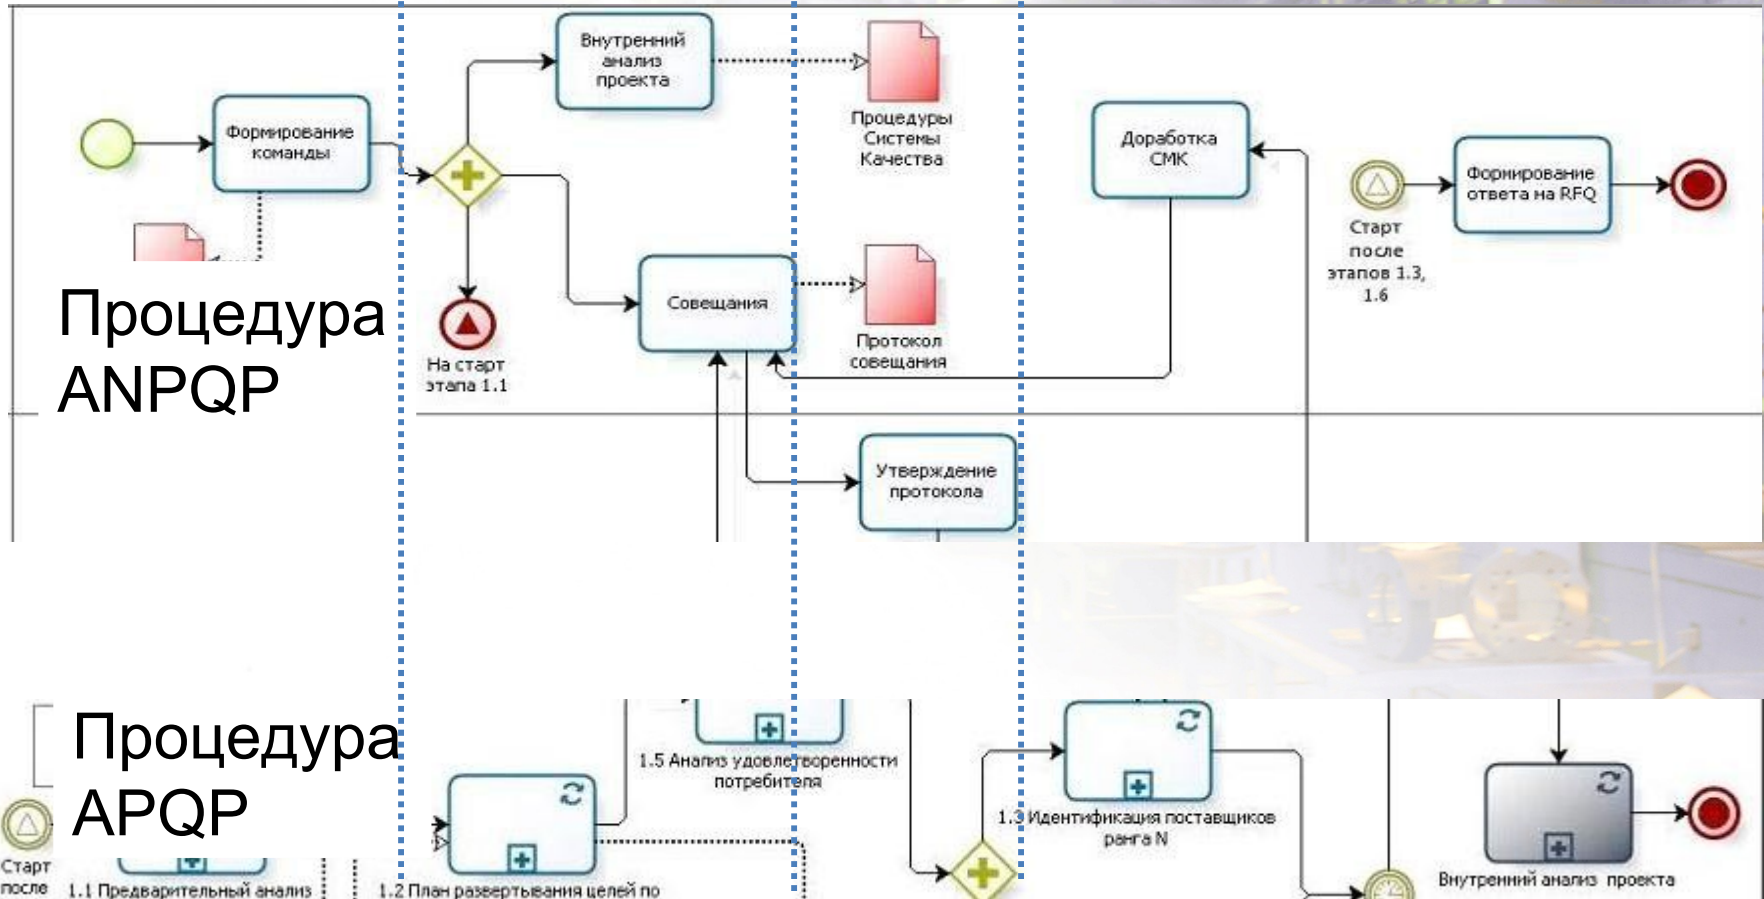 Внутренний
анализ
проекта
Процедуры
Системы
Качества
Формирование
команды
Доработка
СМК
Формирование
ответа на RFQ
Старт
после
этапов 1.3,
1.6
Совещания
Протокол
совещания
На старт
этапа 1.1
Процедура
ANPQP
Утверждение
протокола
Процедура
APQP
1.5 Анализ удовлетворенности
потребителя
1.3 Идентификация поставщиков
ранга N
Внутренний анализ проекта
Старт
после
1.1 Предварительный анализ
1.2 План развертывания целей по